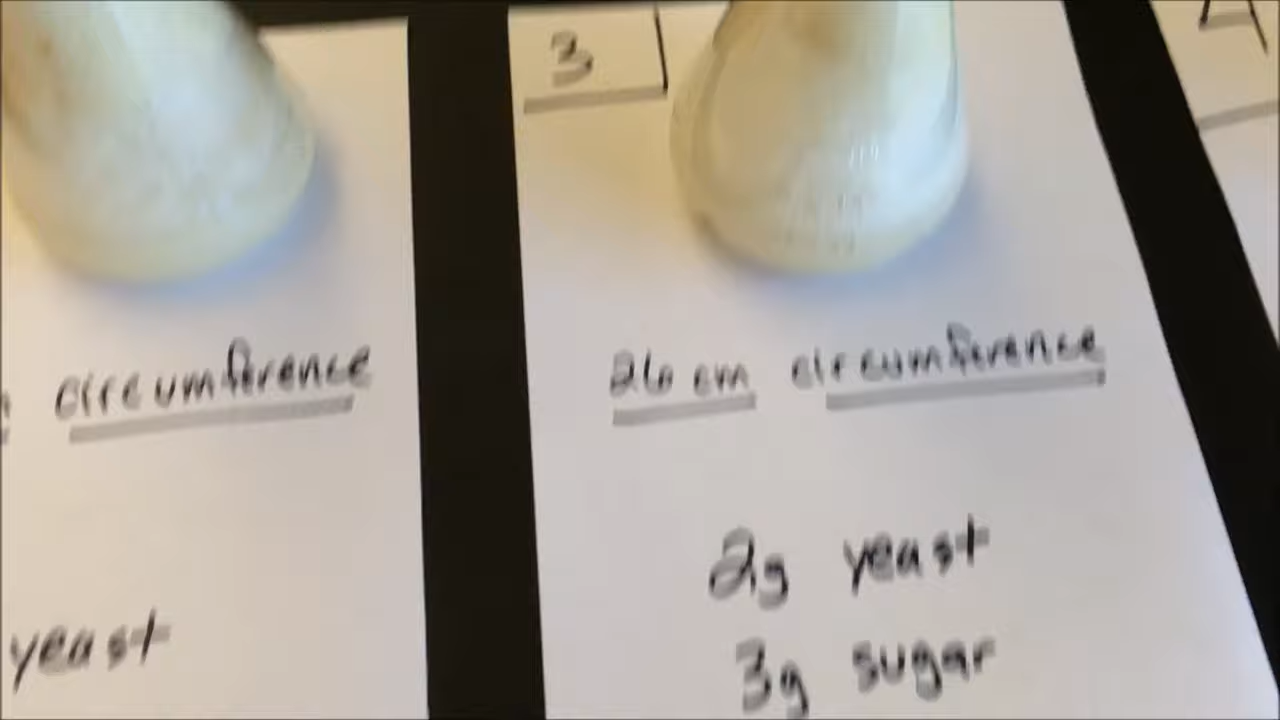 circumference
yeast
3
26 cm circumference
2g yeast
3g sugar